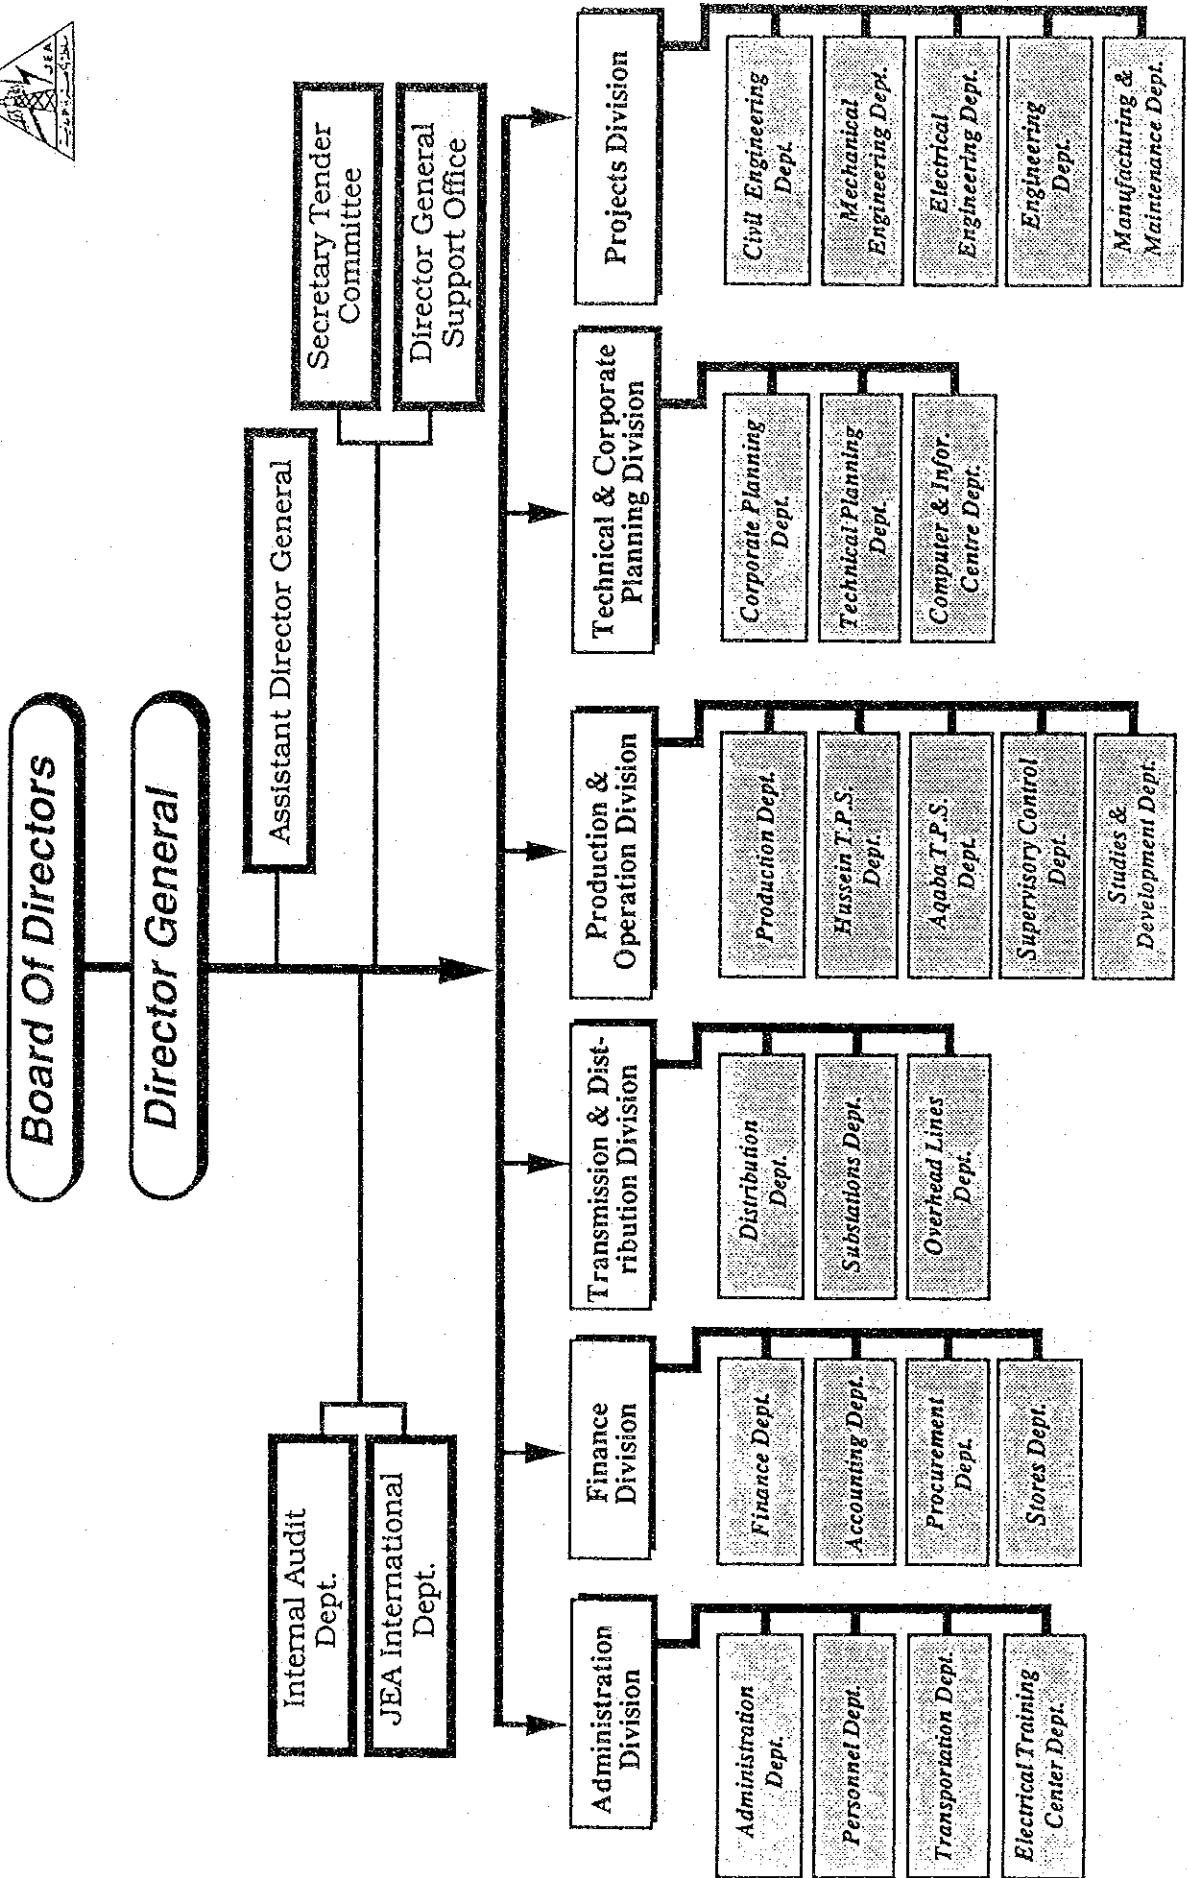 JEA
Board Of Directors
Director General
Assistant Director General
Internal Audit
Dept.
JEA International
Dept.
Secretary Tender
Committee
Director General
Support Office
Administration
Division
Administration
Dept.
Personnel Dept.
Transportation Dept.
Electrical Training
Center Dept.
Finance
Division
Finance Dept.
Accounting Dept.
Procurement
Dept.
Stores Dept.
Transmission & Dist-
ribution Division
Distribution
Dept.
Substations Dept.
Overhead Lines
Dept.
Production &
Operation Division
Production Dept.
Hussein T.P.S.
Dept.
Aqaba T.P.S.
Dept.
Supervisory Control
Dept.
Studies &
Development Dept.
Technical & Corporate
Planning Division
Corporate Planning
Dept.
Technical Planning
Dept.
Computer & Infor.
Centre Dept.
Projects Division
Civil Engineering
Dept.
Mechanical
Engineering Dept.
Electrical
Engineering Dept.
Engineering
Dept.
Manufacturing &
Maintenance Dept.